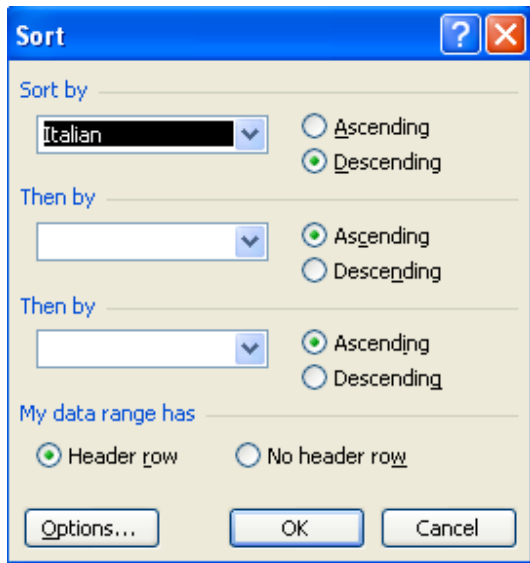 Sort
Sort by
Italian
Ascending
Descending
Then by
Ascending
Descending
Then by
Ascending
Descending
My data range has
Header row No header row
Options... OK Cancel